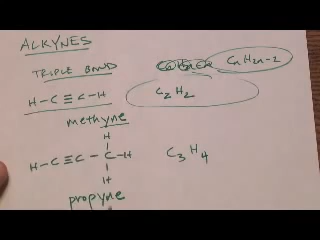 ALKYNES
TRIPLE BOND
CnH2n-2
H-C≡C-H
C2H2
methyne
H
H-C≡C-C-H
H
C3H4
propyne